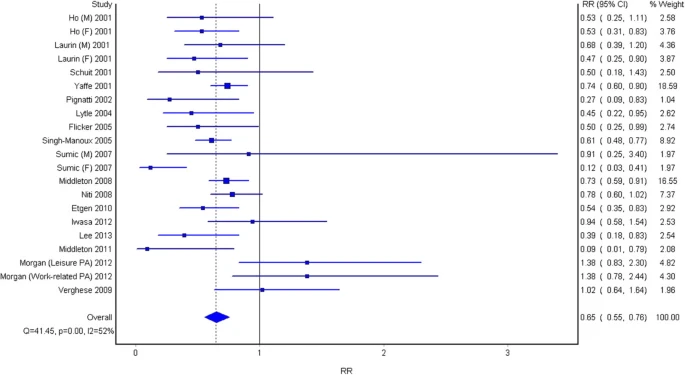 Study RR (95% CI) % Weight
Ho (M) 2001 0.53 ( 0.25, 1.11) 2.58
Ho (F) 2001 0.53 ( 0.31, 0.83) 3.76
Laurin (M) 2001 0.68 ( 0.39, 1.20) 4.36
Laurin (F) 2001 0.47 ( 0.25, 0.90) 3.87
Schuit 2001 0.50 ( 0.18, 1.43) 2.50
Yaffe 2001 0.74 ( 0.60, 0.90) 18.59
Pignatti 2002 0.27 ( 0.09, 0.83) 1.04
Lytle 2004 0.45 ( 0.22, 0.95) 2.62
Flicker 2005 0.50 ( 0.25, 0.99) 2.74
Singh-Manoux 2005 0.61 ( 0.48, 0.77) 8.92
Sumic (M) 2007 0.91 ( 0.25, 3.40) 1.97
Sumic (F) 2007 0.12 ( 0.03, 0.41) 1.97
Middleton 2008 0.73 ( 0.59, 0.91) 16.55
Niti 2008 0.78 ( 0.60, 1.02) 7.37
Etgen 2010 0.54 ( 0.35, 0.83) 2.92
Iwasa 2012 0.94 ( 0.58, 1.54) 2.53
Lee 2013 0.39 ( 0.18, 0.83) 2.54
Middleton 2011 0.09 ( 0.01, 0.79) 2.08
Morgan (Leisure PA) 2012 1.38 ( 0.83, 2.30) 4.82
Morgan (Work-related PA) 2012 1.38 ( 0.78, 2.44) 4.30
Verghese 2009 1.02 ( 0.64, 1.64) 1.96
Overall 0.65 ( 0.55, 0.76) 100.00
Q=41.45, p=0.00, I2=52%
0 1 2 3
RR